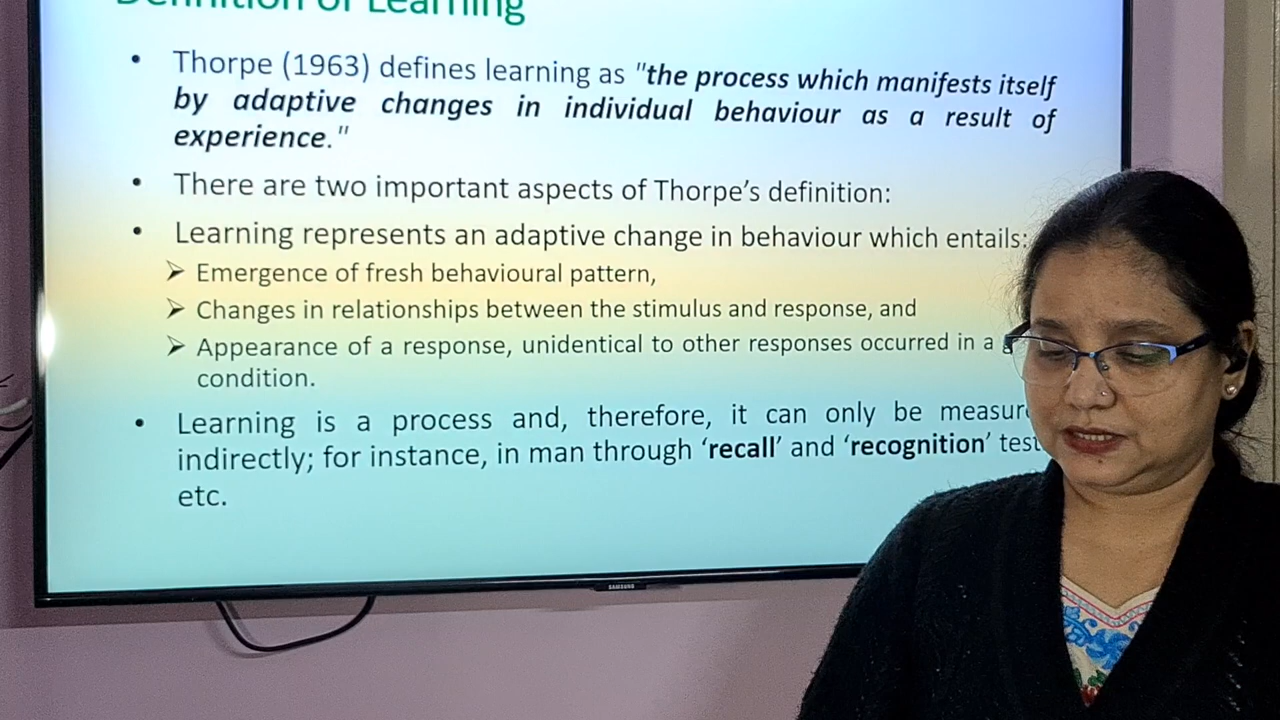 Definition of Learning
• Thorpe (1963) defines learning as "the process which manifests itself
by adaptive changes in individual behaviour as a result of
experience."
• There are two important aspects of Thorpe’s definition:
• Learning represents an adaptive change in behaviour which entails:
➢ Emergence of fresh behavioural pattern,
➢ Changes in relationships between the stimulus and response, and
➢ Appearance of a response, unidentical to other responses occurred in a
condition.
• Learning is a process and, therefore, it can only be
indirectly; for instance, in man through ‘recall’ and ‘recognition’ test
etc.
SAMSUNG